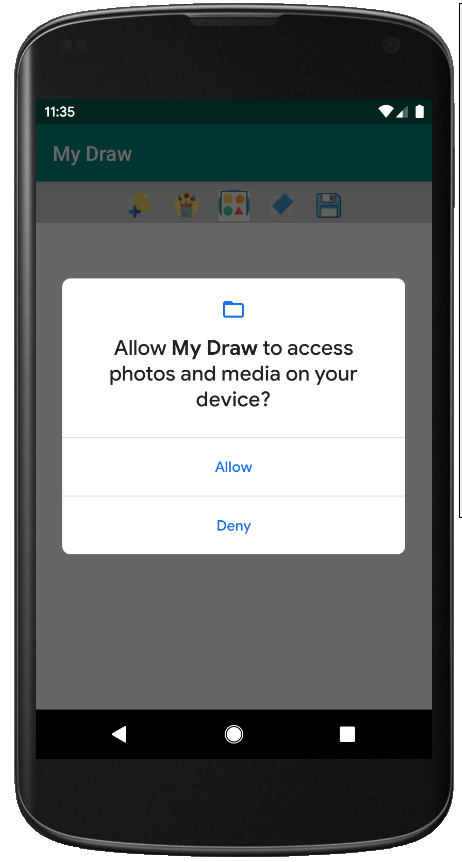 11:35
My Draw
Allow My Draw to access
photos and media on your
device?
Allow
Deny